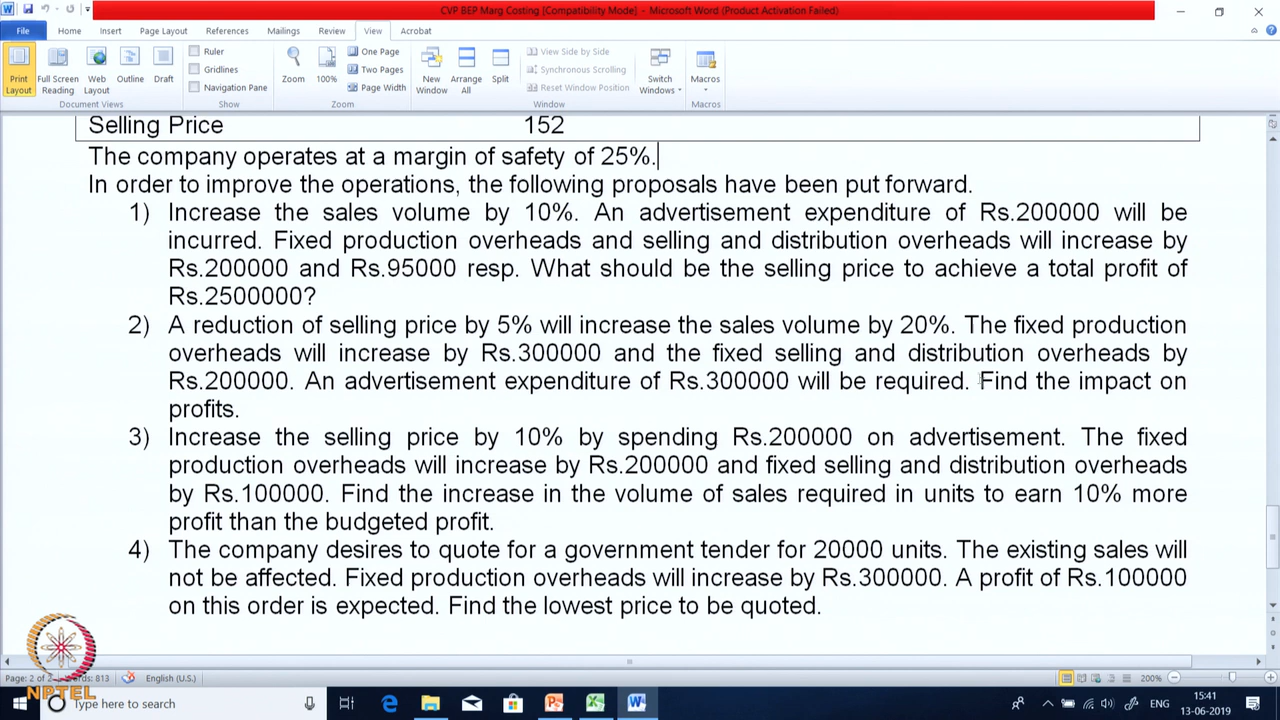 CVP BEP Marg Costing [Compatibility Mode] - Microsoft Word (Product Activation Failed)
File Home Insert Page Layout References Mailings Review View Acrobat
Print Layout
Full Screen Reading
Web Layout
Outline
Draft
Document Views
Ruler
Gridlines
Navigation Pane
Show
Zoom
100%
One Page
Two Pages
Page Width
Zoom
New Window
Arrange All
Split
View Side by Side
Synchronous Scrolling
Reset Window Position
Window
Switch Windows
Macros
Macros
Selling Price 152
The company operates at a margin of safety of 25%.
In order to improve the operations, the following proposals have been put forward.
1) Increase the sales volume by 10%. An advertisement expenditure of Rs.200000 will be
incurred. Fixed production overheads and selling and distribution overheads will increase by
Rs.200000 and Rs.95000 resp. What should be the selling price to achieve a total profit of
Rs.2500000?
2) A reduction of selling price by 5% will increase the sales volume by 20%. The fixed production
overheads will increase by Rs.300000 and the fixed selling and distribution overheads by
Rs.200000. An advertisement expenditure of Rs.300000 will be required. Find the impact on
profits.
3) Increase the selling price by 10% by spending Rs.200000 on advertisement. The fixed
production overheads will increase by Rs.200000 and fixed selling and distribution overheads
by Rs.100000. Find the increase in the volume of sales required in units to earn 10% more
profit than the budgeted profit.
4) The company desires to quote for a government tender for 20000 units. The existing sales will
not be affected. Fixed production overheads will increase by Rs.300000. A profit of Rs.100000
on this order is expected. Find the lowest price to be quoted.
NPTEL
Page: 2 of 2 Words: 813 English (U.S.) 200%
Type here to search
ENG
15:41
13-06-2019